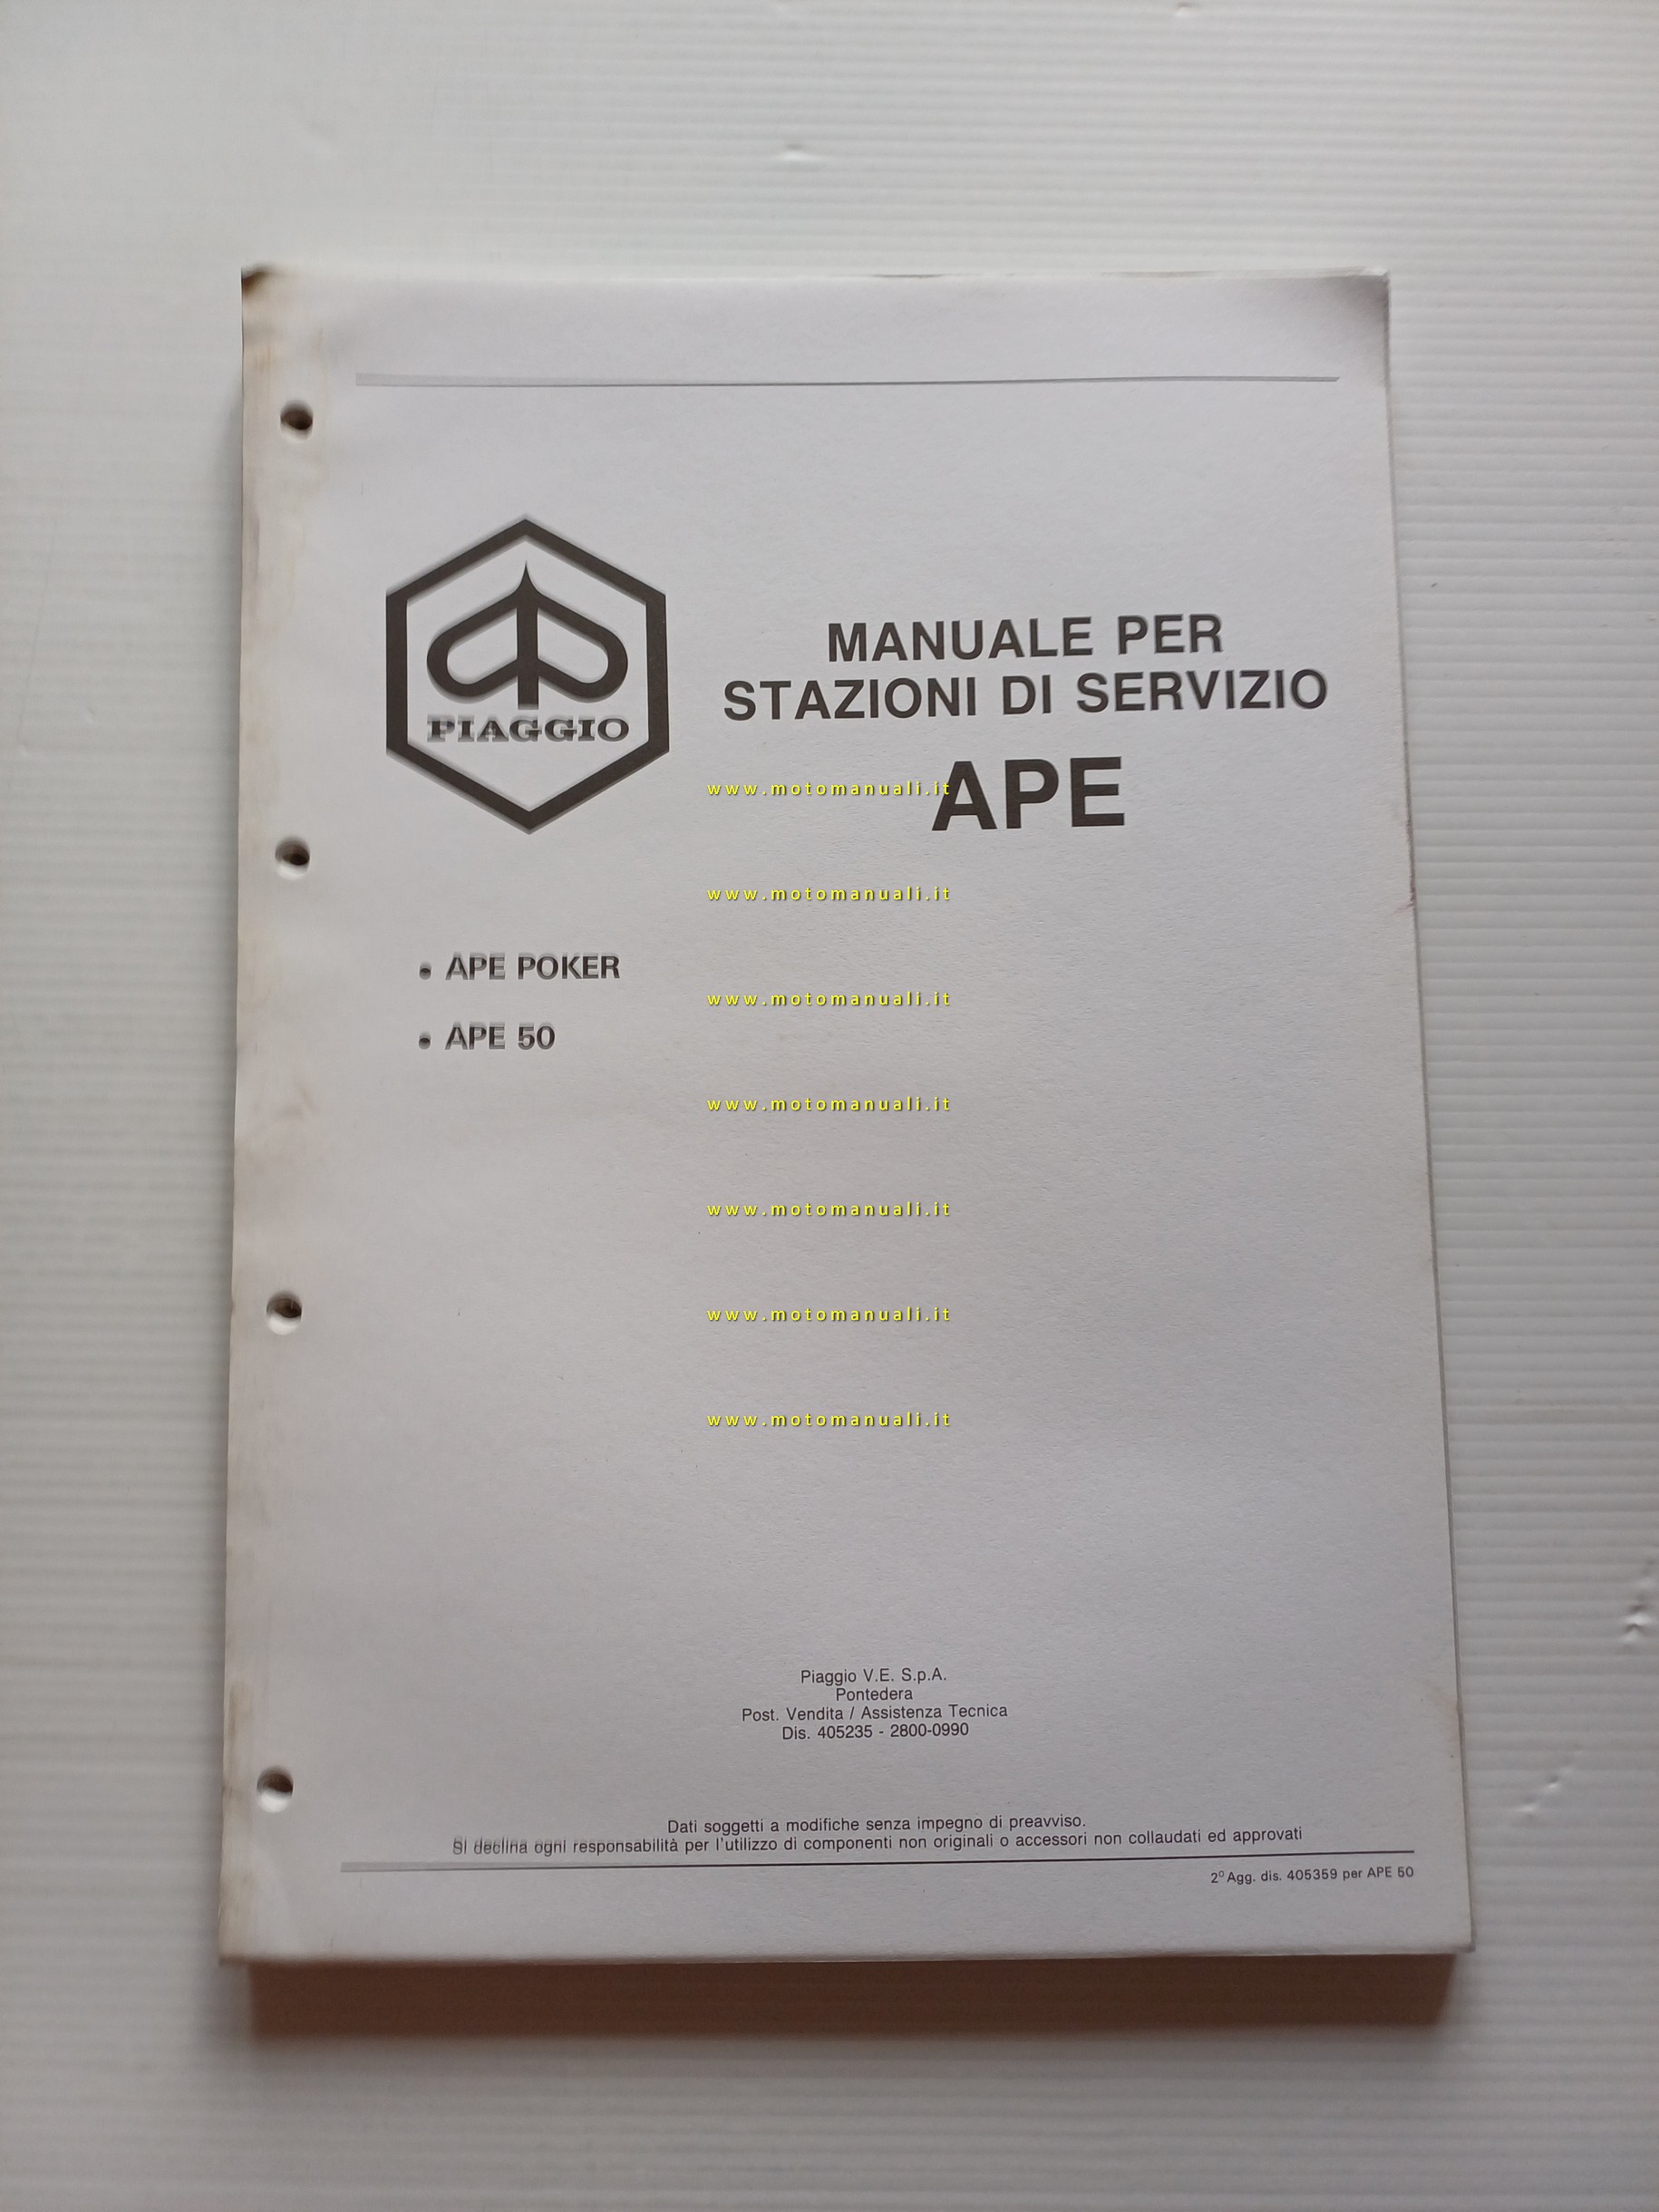 PIAGGIO
MANUALE PER
STAZIONI DI SERVIZIO
APE
www.motomanuali.it
www.motomanuali.it
• APE POKER
www.motomanuali.it
• APE 50
www.motomanuali.it
www.motomanuali.it
www.motomanuali.it
www.motomanuali.it
Piaggio V.E. S.p.A.
Pontedera
Post. Vendita / Assistenza Tecnica
Dis. 405235 - 2800-0990
Dati soggetti a modifiche senza impegno di preavviso.
Si declina ogni responsabilità per l'utilizzo di componenti non originali o accessori non collaudati ed approvati
2° Agg. dis. 405359 per APE 50